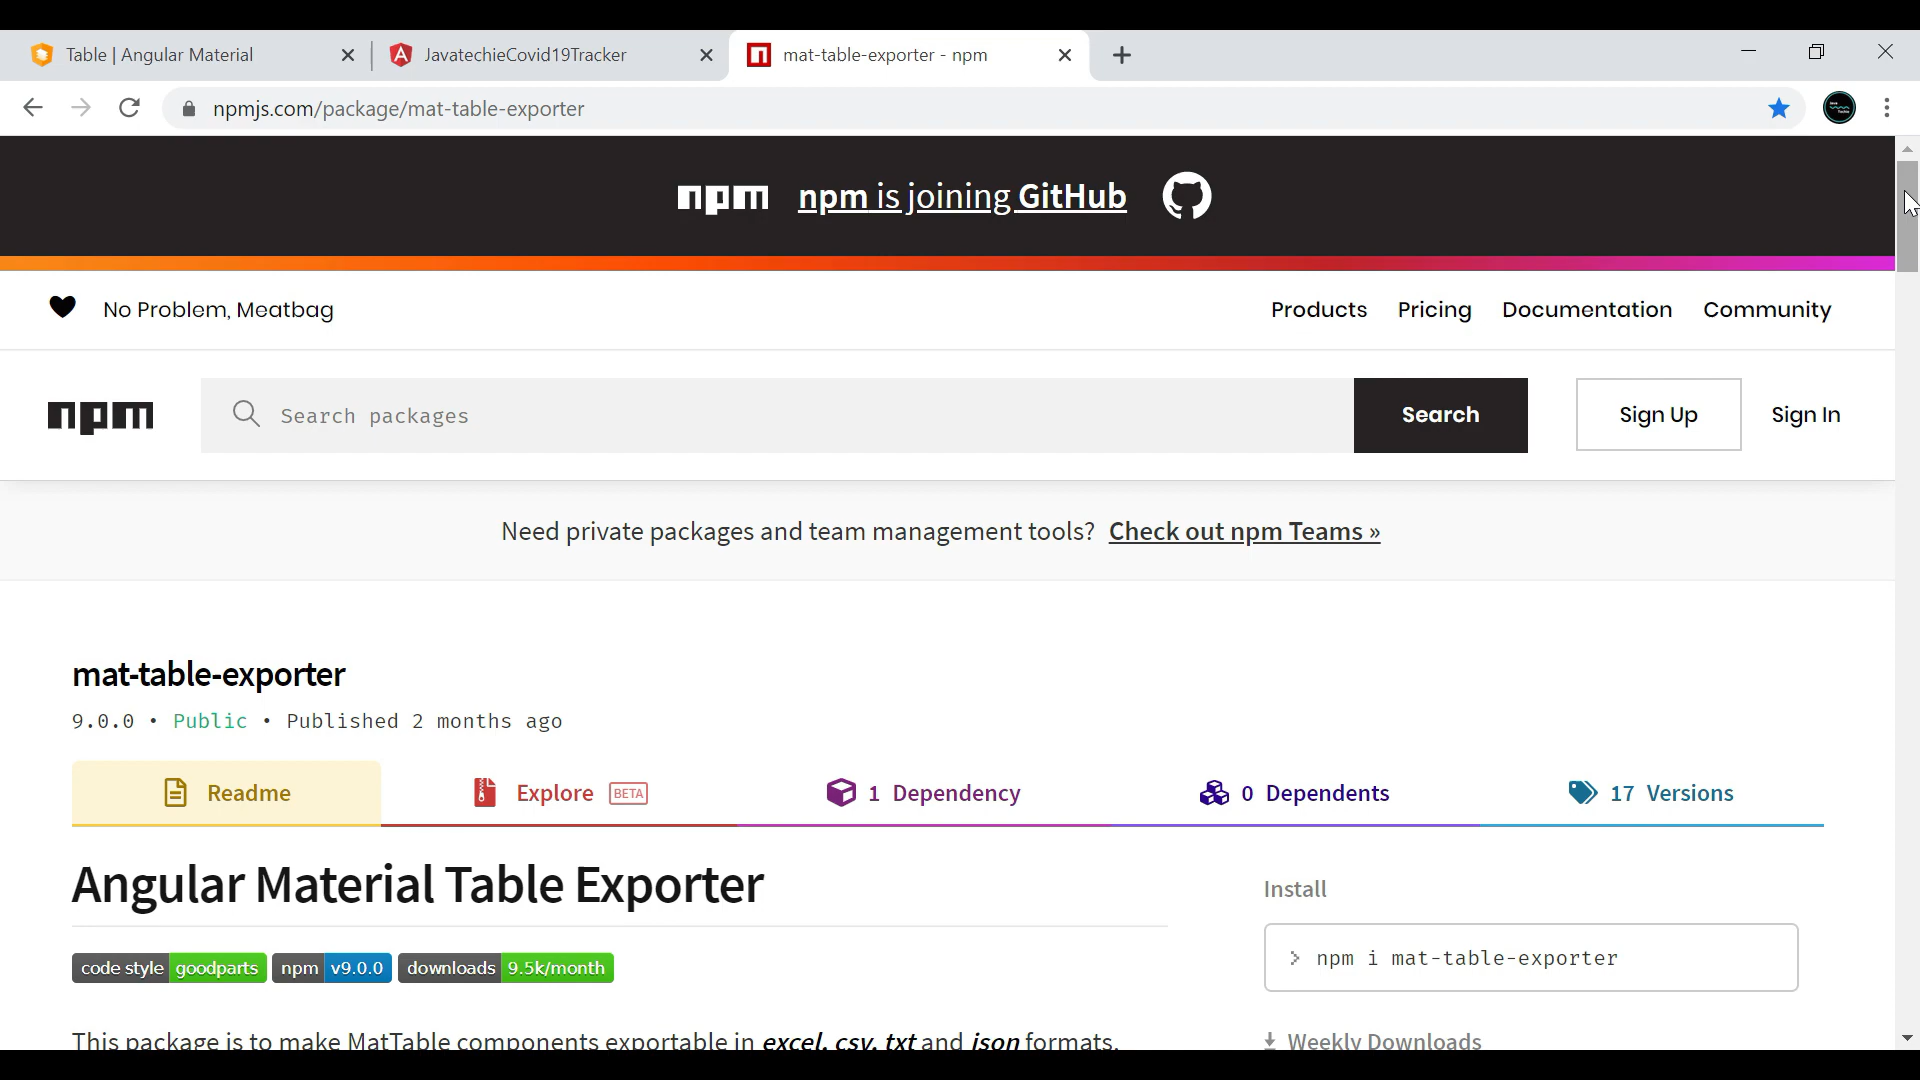 Table | Angular Material
JavatechieCovid19Tracker
mat-table-exporter - npm
npmjs.com/package/mat-table-exporter
npm npm is joining GitHub
No Problem, Meatbag
Products Pricing Documentation Community
npm Search packages Search Sign Up Sign In
Need private packages and team management tools? Check out npm Teams »
mat-table-exporter
9.0.0 • Public • Published 2 months ago
Readme Explore BETA 1 Dependency 0 Dependents 17 Versions
Angular Material Table Exporter
Install
code style goodparts npm v9.0.0 downloads 9.5k/month
> npm i mat-table-exporter
This package is to make MatTable components exportable in excel, csv, txt and json formats.
Weekly Downloads